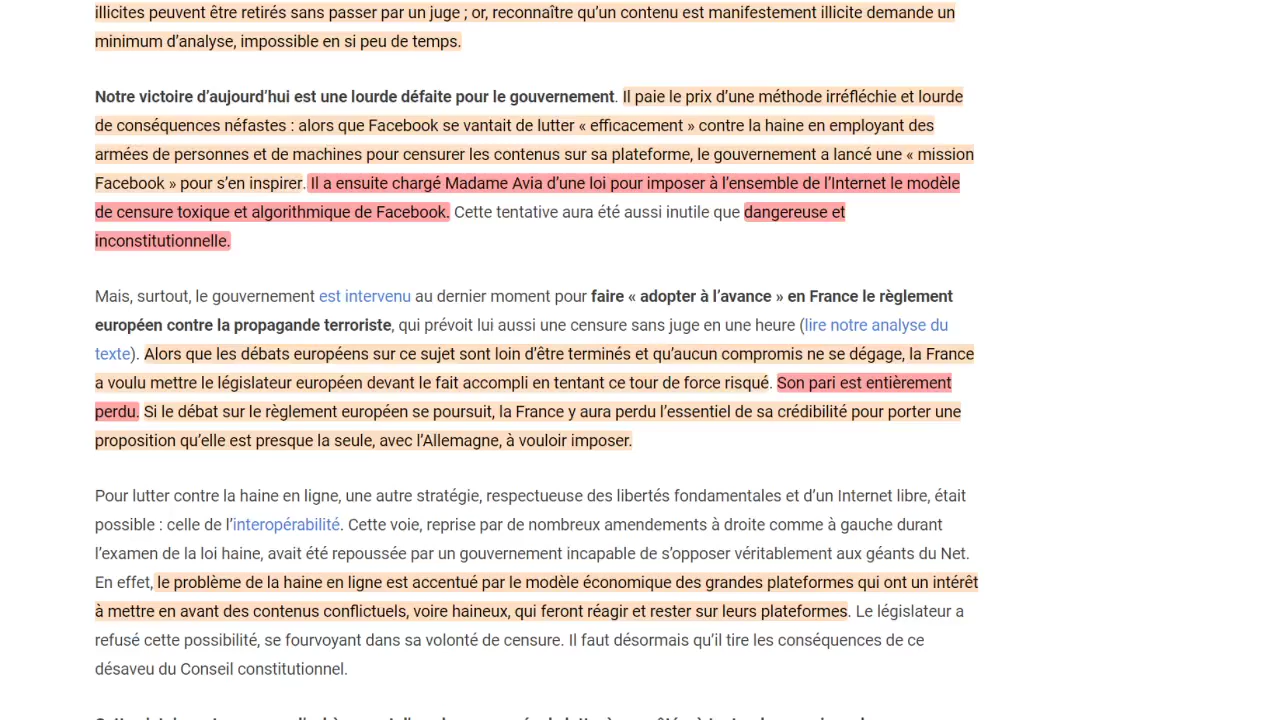 illicites peuvent être retirés sans passer par un juge ; or, reconnaître qu’un contenu est manifestement illicite demande un
minimum d’analyse, impossible en si peu de temps.
Notre victoire d’aujourd’hui est une lourde défaite pour le gouvernement. Il paie le prix d’une méthode irréfléchie et lourde
de conséquences néfastes : alors que Facebook se vantait de lutter « efficacement » contre la haine en employant des
armées de personnes et de machines pour censurer les contenus sur sa plateforme, le gouvernement a lancé une « mission
Facebook » pour s’en inspirer. Il a ensuite chargé Madame Avia d’une loi pour imposer à l’ensemble de l’Internet le modèle
de censure toxique et algorithmique de Facebook. Cette tentative aura été aussi inutile que dangereuse et
inconstitutionnelle.
Mais, surtout, le gouvernement est intervenu au dernier moment pour faire « adopter à l’avance » en France le règlement
européen contre la propagande terroriste, qui prévoit lui aussi une censure sans juge en une heure (lire notre analyse du
texte). Alors que les débats européens sur ce sujet sont loin d’être terminés et qu’aucun compromis ne se dégage, la France
a voulu mettre le législateur européen devant le fait accompli en tentant ce tour de force risqué. Son pari est entièrement
perdu. Si le débat sur le règlement européen se poursuit, la France y aura perdu l’essentiel de sa crédibilité pour porter une
proposition qu’elle est presque la seule, avec l’Allemagne, à vouloir imposer.
Pour lutter contre la haine en ligne, une autre stratégie, respectueuse des libertés fondamentales et d’un Internet libre, était
possible : celle de l’interopérabilité. Cette voie, reprise par de nombreux amendements à droite comme à gauche durant
l’examen de la loi haine, avait été repoussée par un gouvernement incapable de s’opposer véritablement aux géants du Net.
En effet, le problème de la haine en ligne est accentué par le modèle économique des grandes plateformes qui ont un intérêt
à mettre en avant des contenus conflictuels, voire haineux, qui feront réagir et rester sur leurs plateformes. Le législateur a
refusé cette possibilité, se fourvoyant dans sa volonté de censure. Il faut désormais qu’il tire les conséquences de ce
désaveu du Conseil constitutionnel.